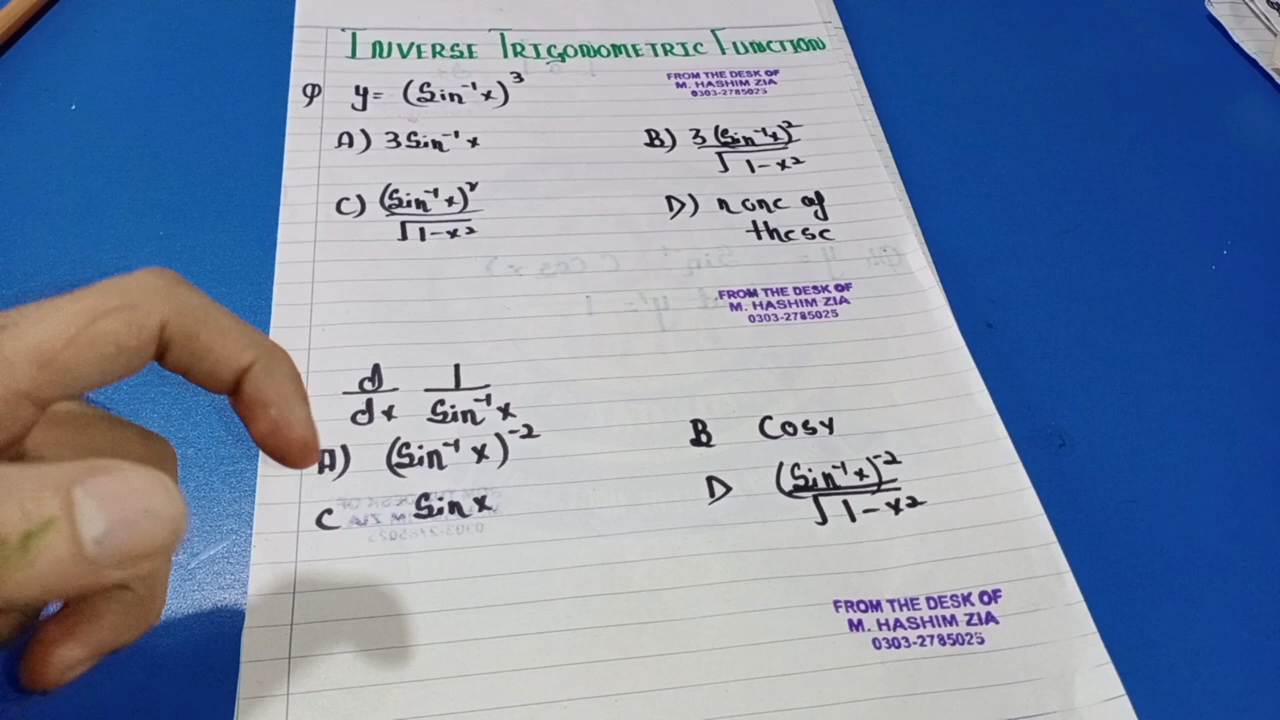 INVERSE TRIGONOMETRIC FUNCTION
Q y = (Sin⁻¹x)³
FROM THE DESK OF
M. HASHIM ZIA
0303-2785025
A) 3Sin⁻¹x
B) 3(Sin⁻¹x)² / √1-x²
C) (Sin⁻¹x)² / √1-x²
D) none of
these
FROM THE DESK OF
M. HASHIM ZIA
0303-2785025
d/dx 1/Sin⁻¹x
A) (Sin⁻¹x)⁻²
B Cosx
C Sinx
D (Sin⁻¹x)⁻² / √1-x²
FROM THE DESK OF
M. HASHIM ZIA
0303-2785025